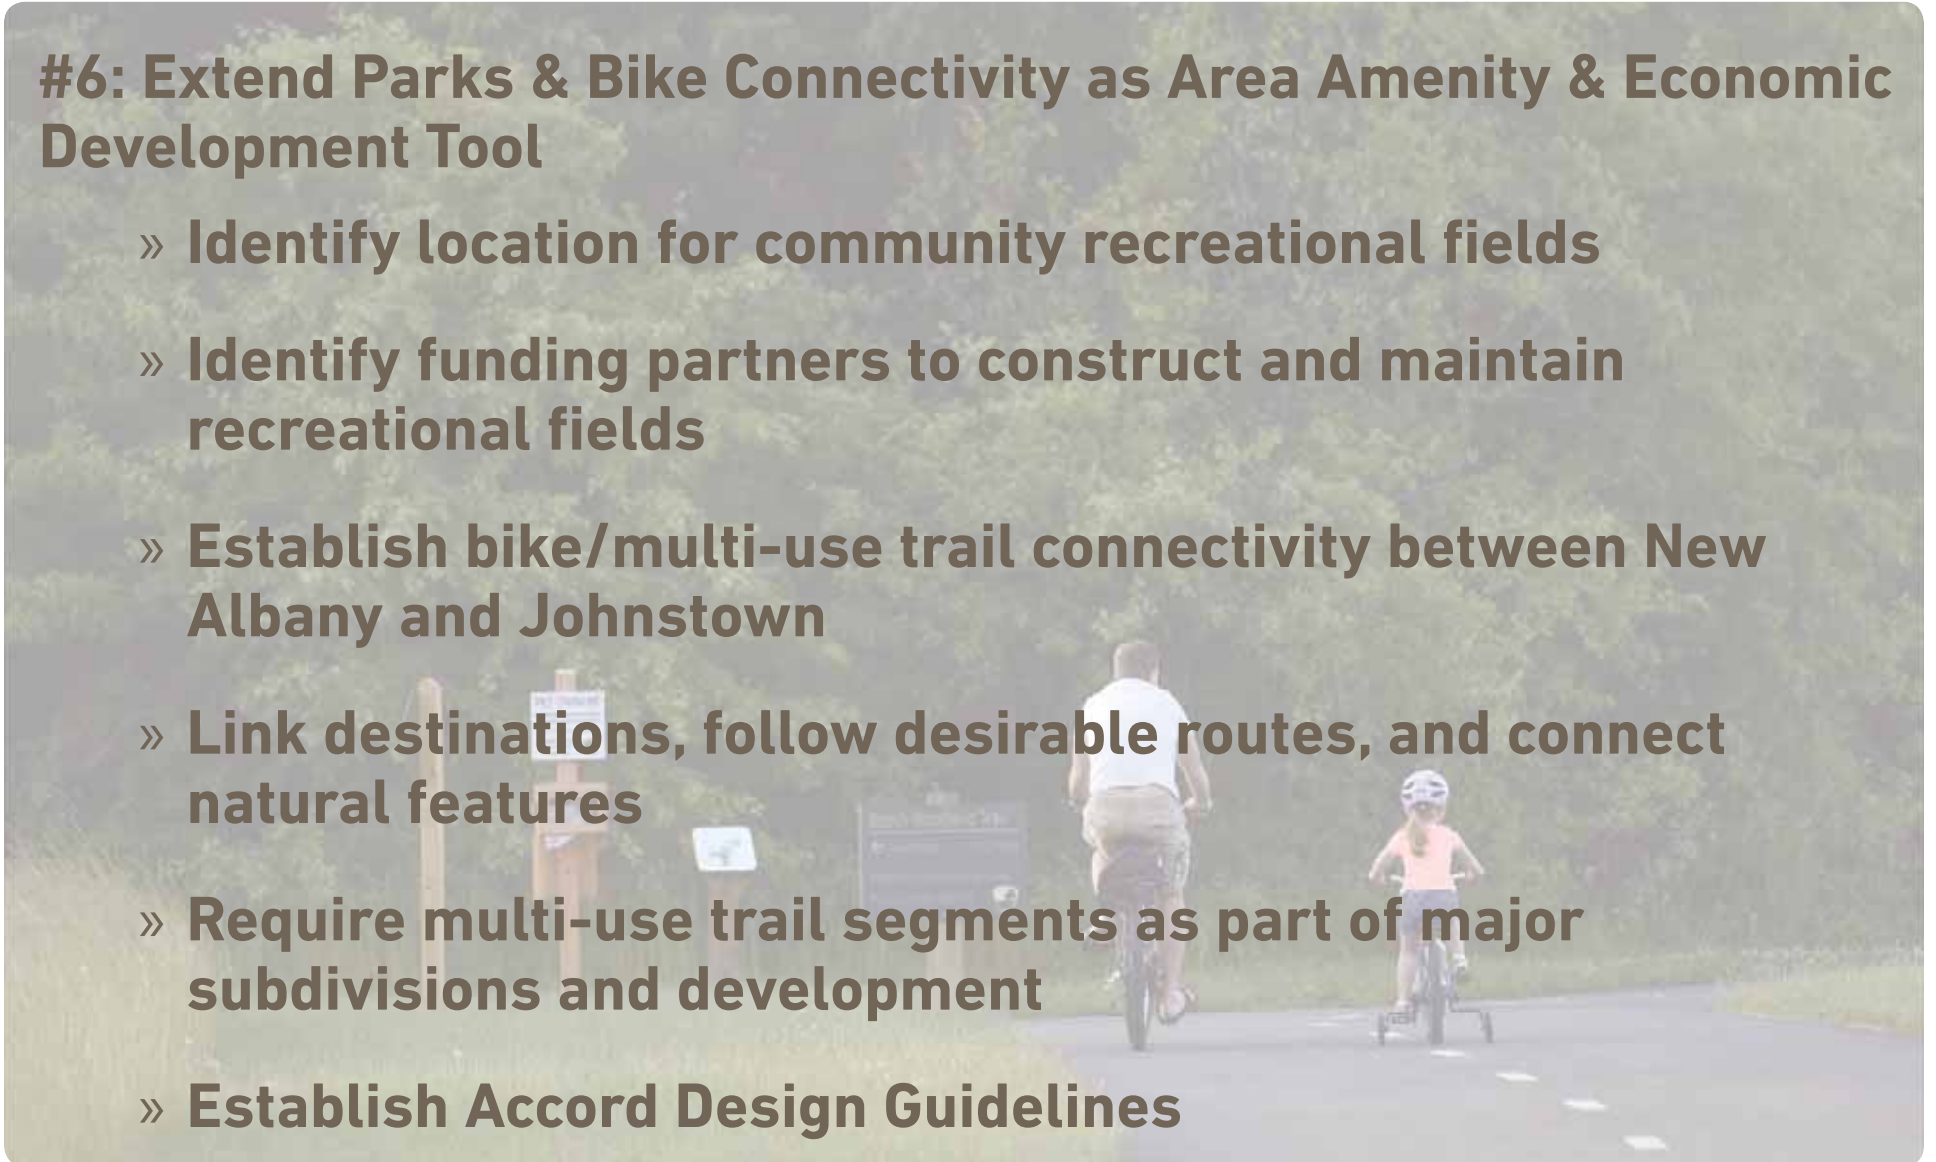 #6: Extend Parks & Bike Connectivity as Area Amenity & Economic
Development Tool
» Identify location for community recreational fields
» Identify funding partners to construct and maintain
recreational fields
» Establish bike/multi-use trail connectivity between New
Albany and Johnstown
» Link destinations, follow desirable routes, and connect
natural features
» Require multi-use trail segments as part of major
subdivisions and development
» Establish Accord Design Guidelines